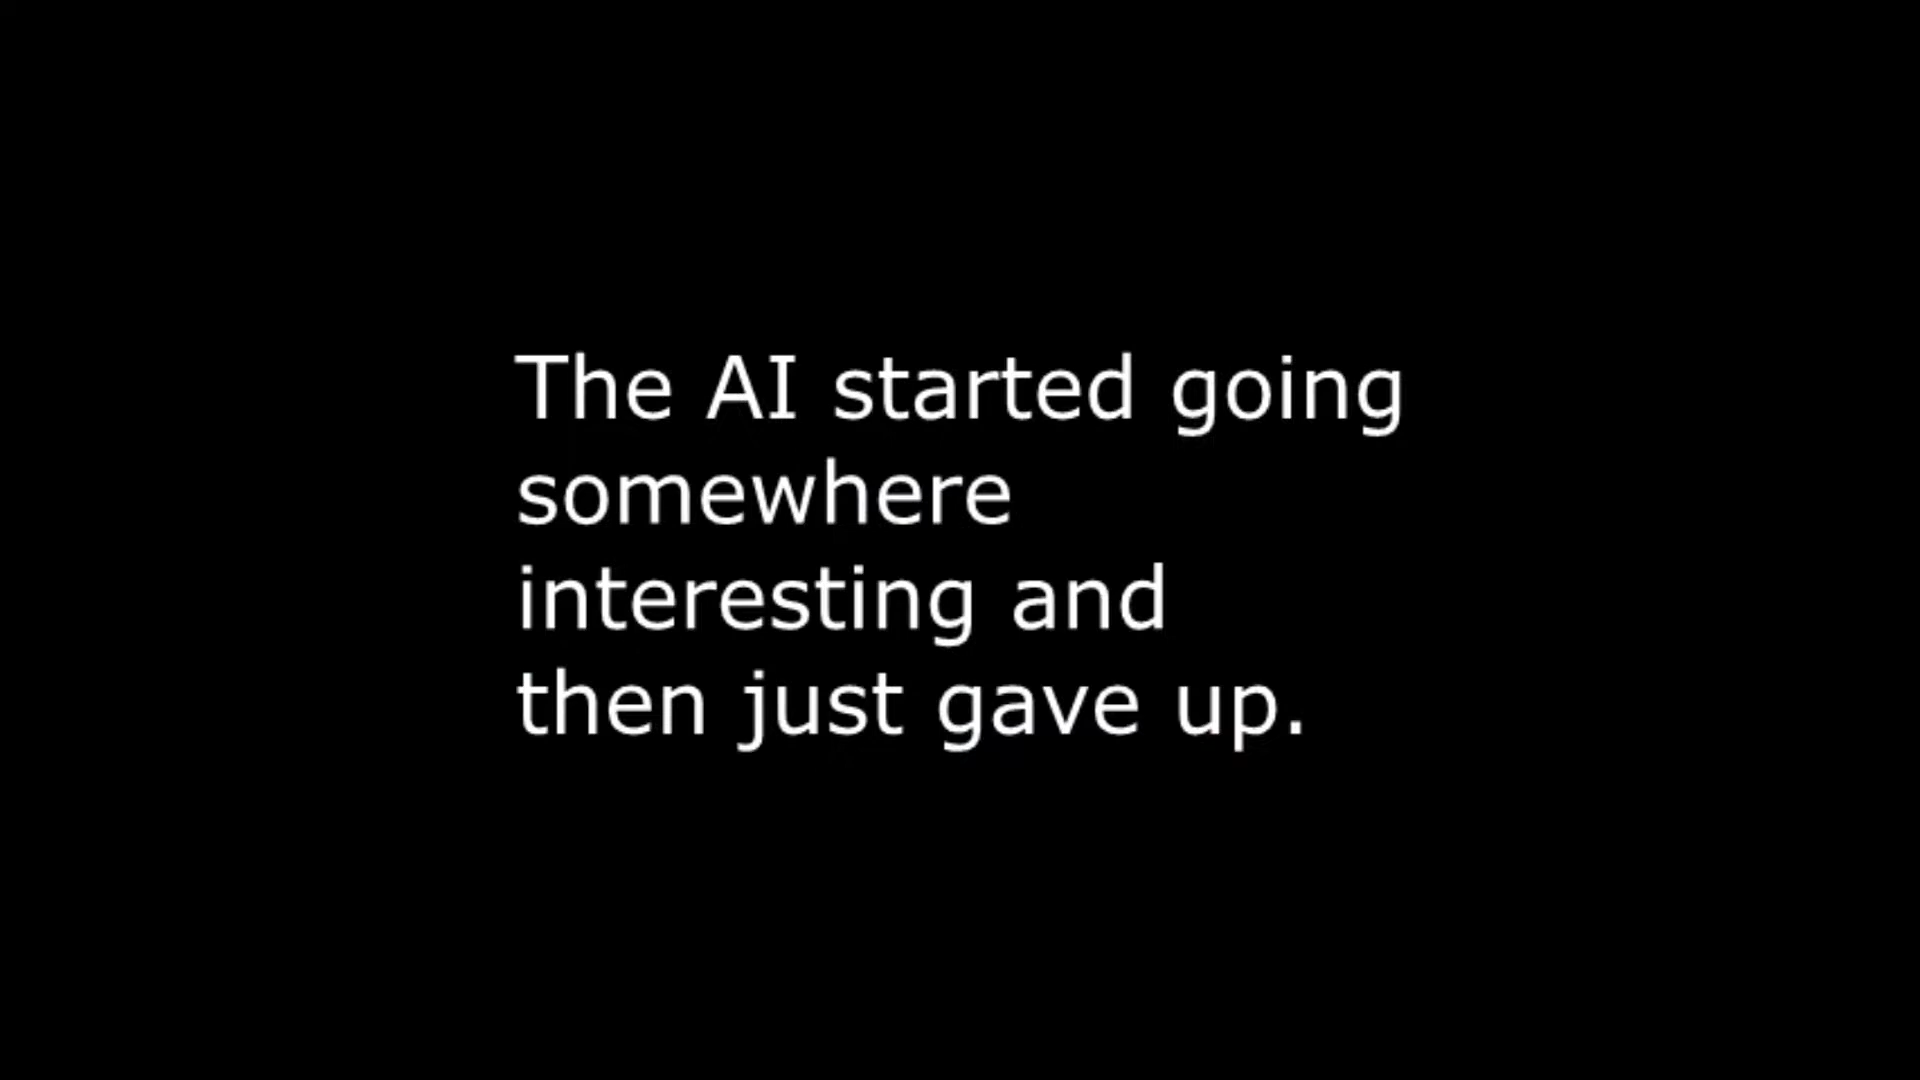 The AI started going
somewhere
interesting and
then just gave up.